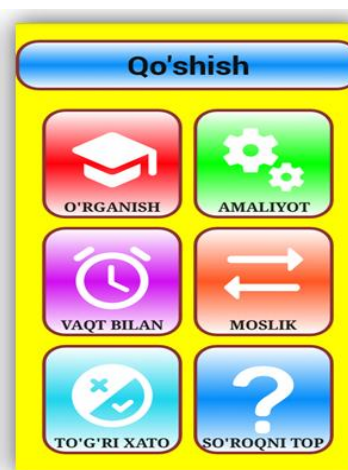 Qo'shish
O'RGANISH
AMALIYOT
VAQT BILAN
MOSLIK
TO'G'RI XATO
SO'ROQNI TOP